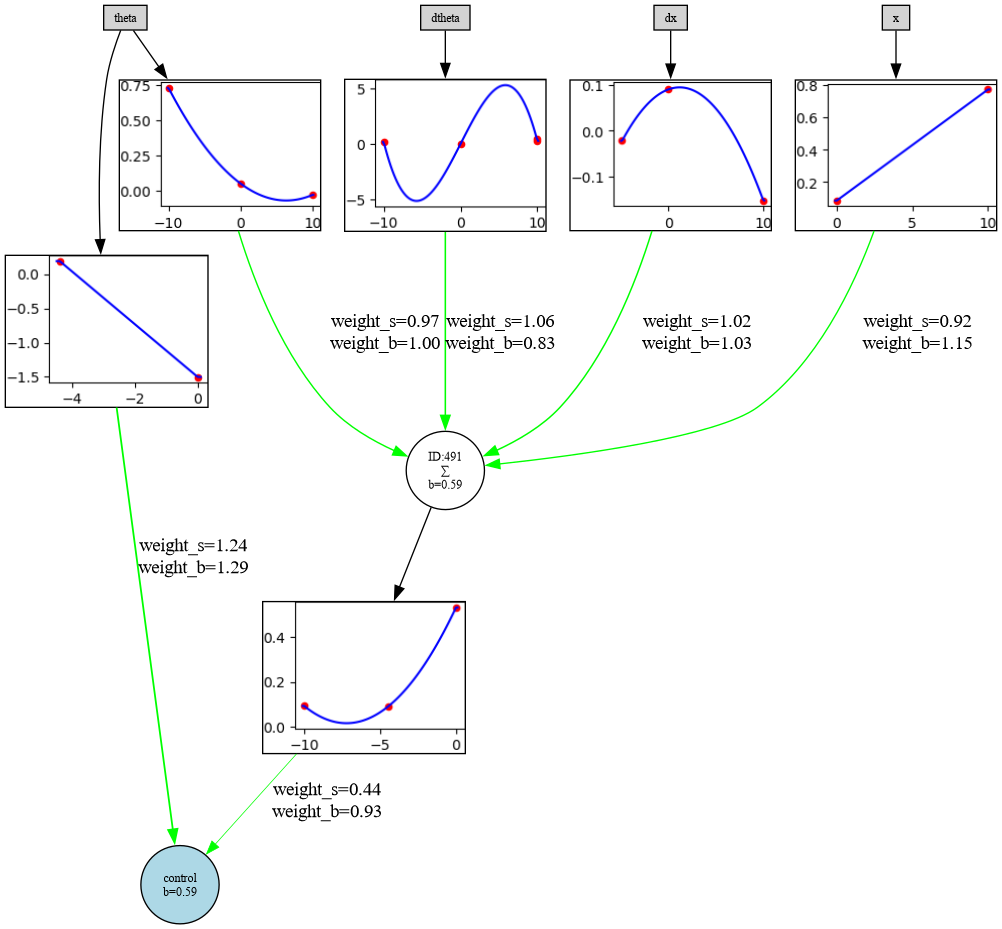 theta
dtheta
dx
x
0.75
0.50
0.25
0.00
−10
0
10
5
0
−5
−10
0
10
0.1
0.0
−0.1
0
10
0.8
0.6
0.4
0.2
0
5
10
0.0
−0.5
−1.0
−1.5
−4
−2
0
weight_s=0.97
weight_b=1.00
weight_s=1.06
weight_b=0.83
weight_s=1.02
weight_b=1.03
weight_s=0.92
weight_b=1.15
ID:491
∑
b=0.59
weight_s=1.24
weight_b=1.29
0.4
0.2
0.0
−10
−5
0
weight_s=0.44
weight_b=0.93
control
b=0.59